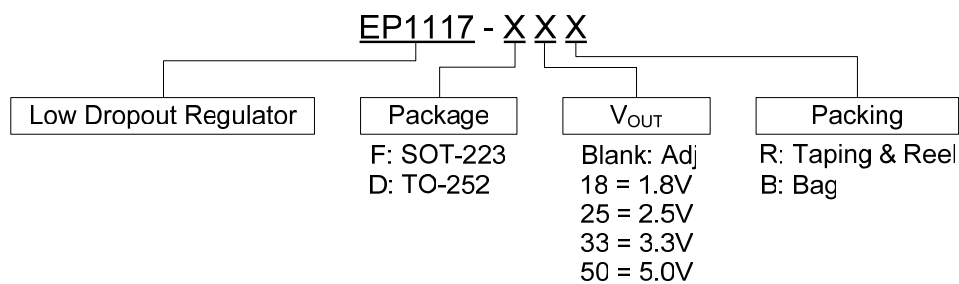 EP1117 - X X X
Low Dropout Regulator
Package
F: SOT-223
D: TO-252
VOUT
Blank: Adj
18 = 1.8V
25 = 2.5V
33 = 3.3V
50 = 5.0V
Packing
R: Taping & Reel
B: Bag